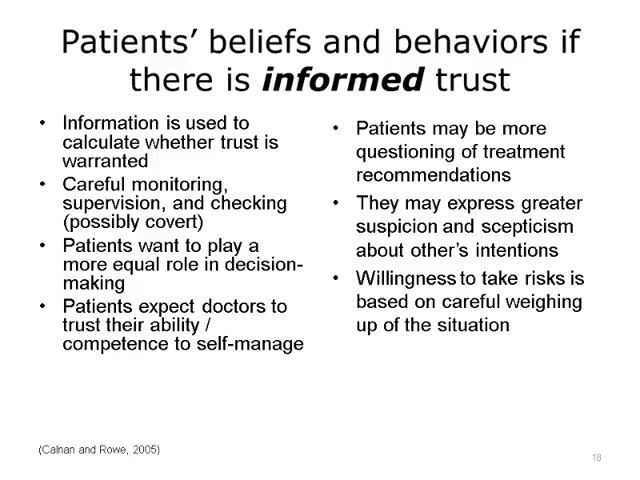 Patients’ beliefs and behaviors if
there is informed trust
• Information is used to
calculate whether trust is
warranted
• Careful monitoring,
supervision, and checking
(possibly covert)
• Patients want to play a
more equal role in decision-
making
• Patients expect doctors to
trust their ability /
competence to self-manage
• Patients may be more
questioning of treatment
recommendations
• They may express greater
suspicion and scepticism
about other’s intentions
• Willingness to take risks is
based on careful weighing
up of the situation
(Calnan and Rowe, 2005)
18